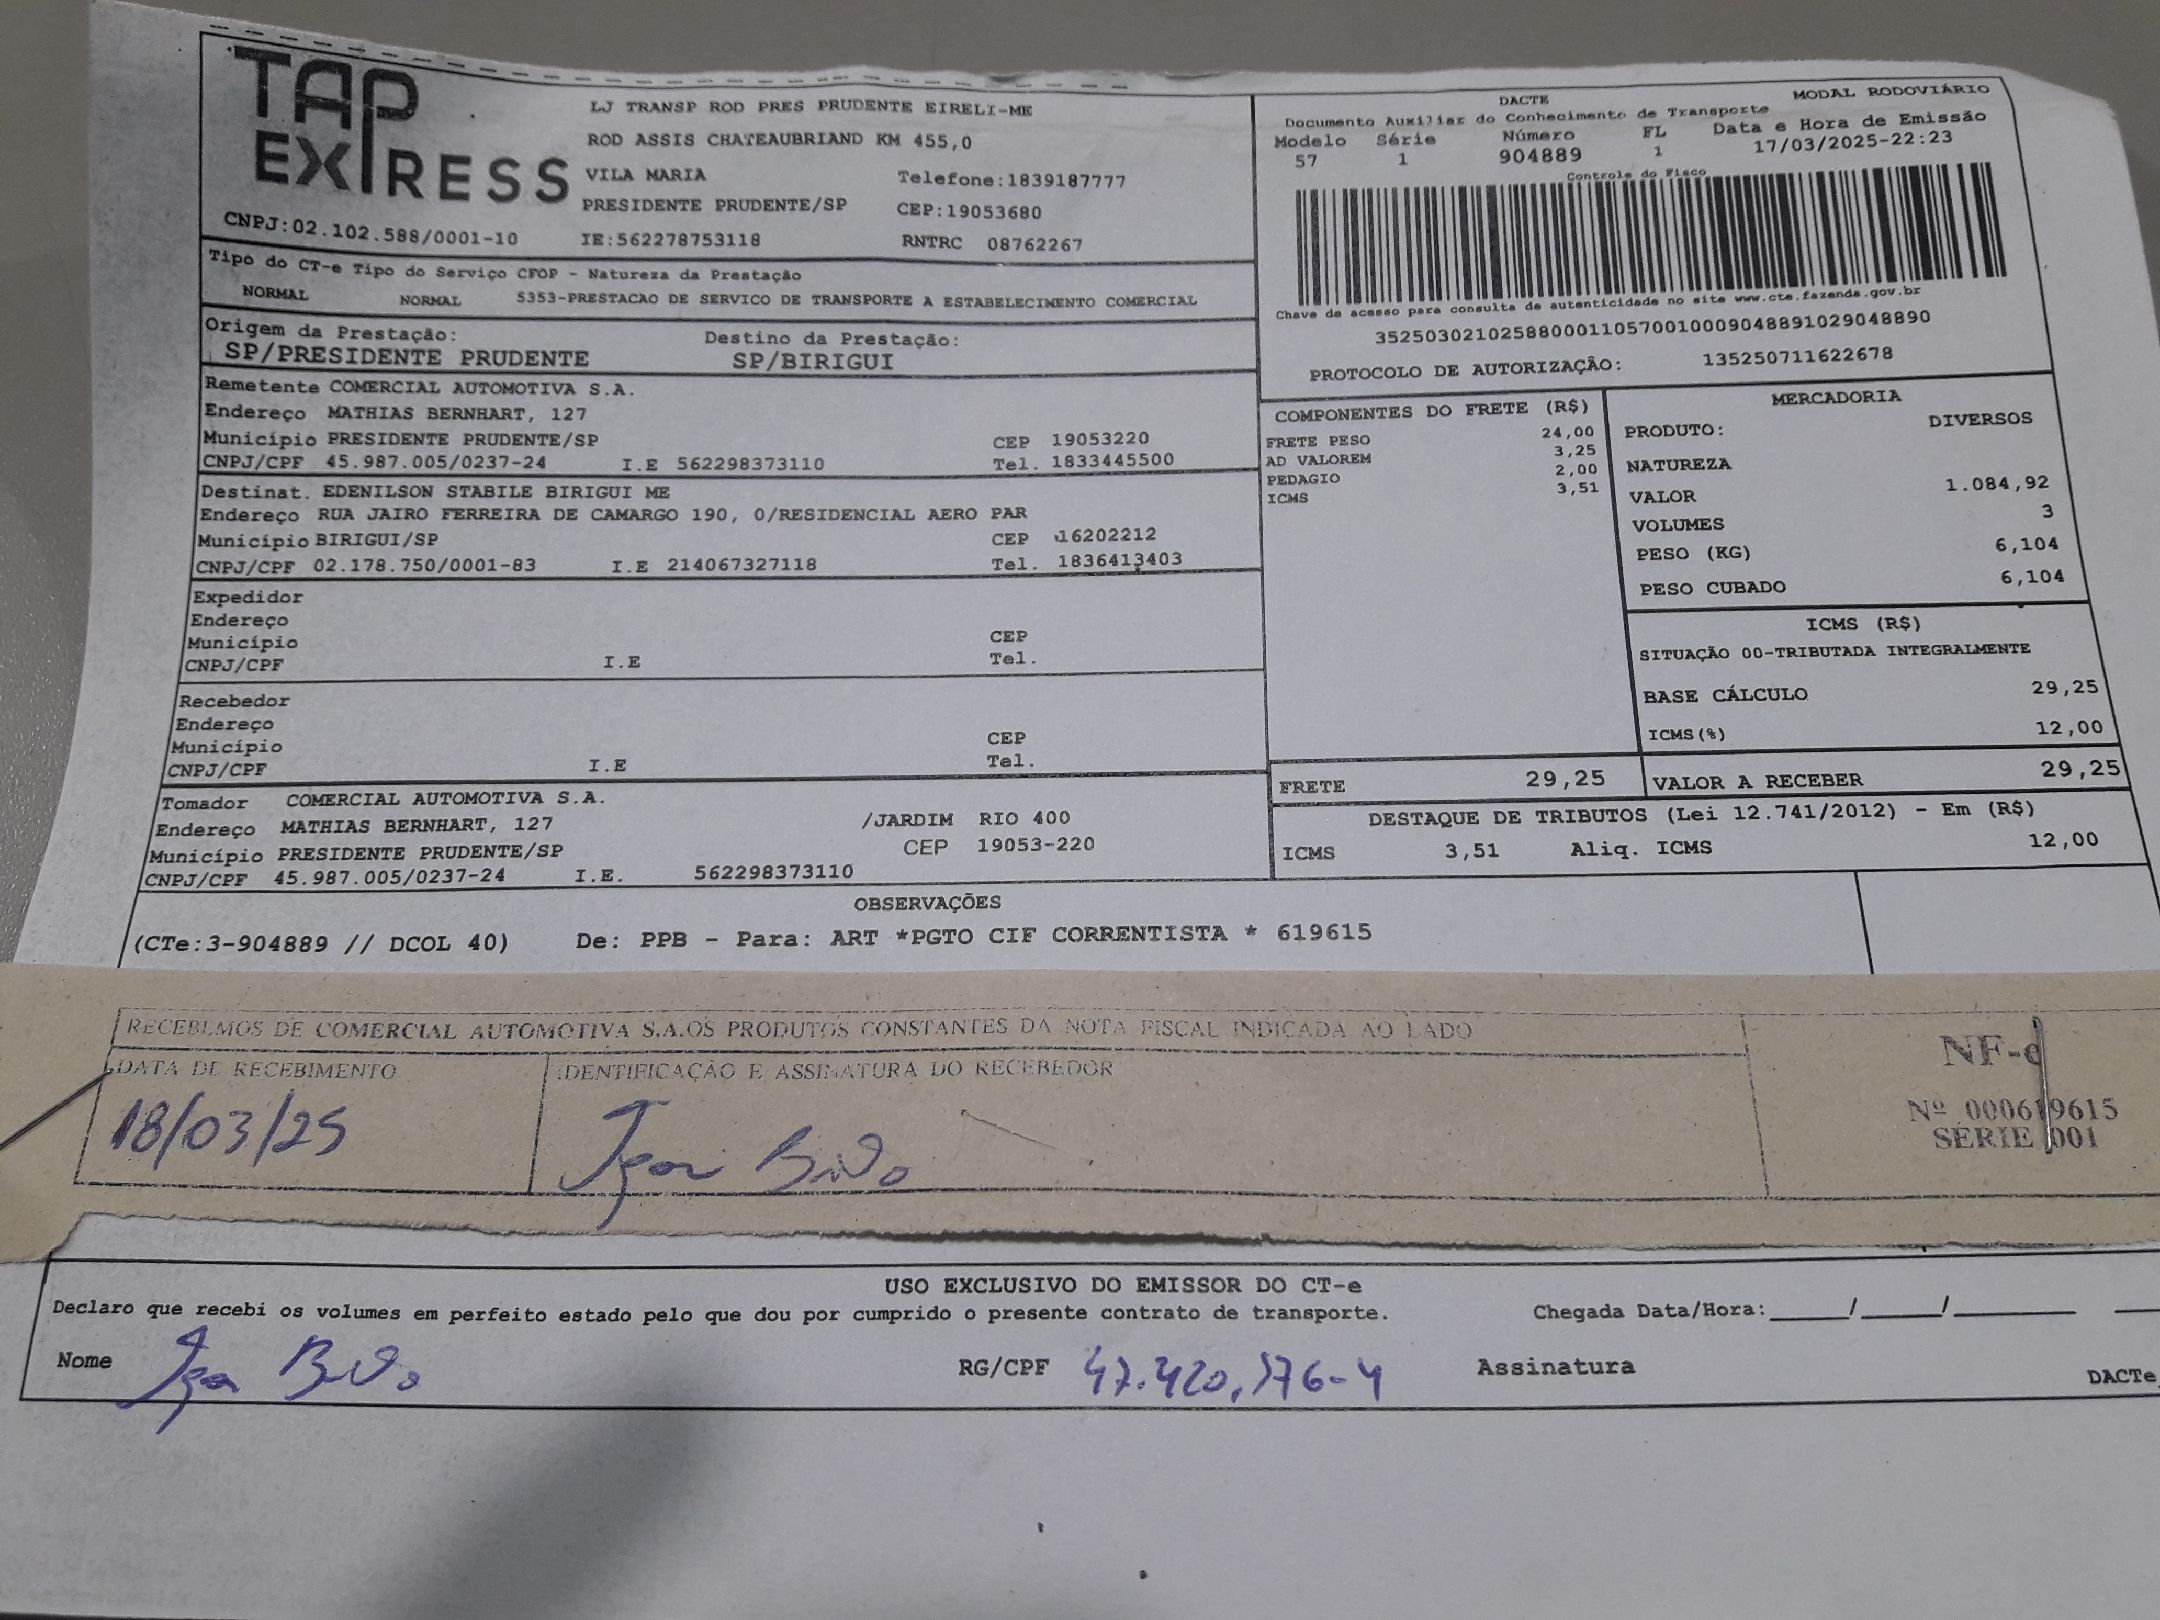 TAP EXPRESS
CNPJ:02.102.588/0001-10
LJ TRANSP ROD PRES PRUDENTE EIRELI-ME
ROD ASSIS CHATEAUBRIAND KM 455,0
VILA MARIA Telefone:1839187777
PRESIDENTE PRUDENTE/SP CEP:19053680
IE:562278753118 RNTRC 08762267
DACTE MODAL RODOVIÁRIO
Documento Auxiliar do Conhecimento de Transporte
Modelo Série Número FL Data e Hora de Emissão
57 1 904889 1 17/03/2025-22:23
Controle do Fisco
Chave de acesso para consulta de autenticidade no site www.cte.fazenda.gov.br
35250302102588000110570010009048891029048890
PROTOCOLO DE AUTORIZAÇÃO: 135250711622678
Tipo do CT-e Tipo do Serviço CFOP - Natureza da Prestação
NORMAL NORMAL 5353-PRESTACAO DE SERVICO DE TRANSPORTE A ESTABELECIMENTO COMERCIAL
Origem da Prestação: Destino da Prestação:
SP/PRESIDENTE PRUDENTE SP/BIRIGUI
Remetente COMERCIAL AUTOMOTIVA S.A.
Endereço MATHIAS BERNHART, 127
Município PRESIDENTE PRUDENTE/SP CEP 19053220
CNPJ/CPF 45.987.005/0237-24 I.E 562298373110 Tel. 1833445500
Destinat. EDENILSON STABILE BIRIGUI ME
Endereço RUA JAIRO FERREIRA DE CAMARGO 190, 0/RESIDENCIAL AERO PAR
Município BIRIGUI/SP CEP 16202212
CNPJ/CPF 02.178.750/0001-83 I.E 214067327118 Tel. 1836413403
Expedidor
Endereço
Município CEP
CNPJ/CPF I.E Tel.
Recebedor
Endereço
Município CEP
CNPJ/CPF I.E Tel.
Tomador COMERCIAL AUTOMOTIVA S.A.
Endereço MATHIAS BERNHART, 127 /JARDIM RIO 400
Município PRESIDENTE PRUDENTE/SP CEP 19053-220
CNPJ/CPF 45.987.005/0237-24 I.E. 562298373110
COMPONENTES DO FRETE (R$)
FRETE PESO 24,00
AD VALOREM 3,25
PEDAGIO 2,00
ICMS 3,51
MERCADORIA
PRODUTO: DIVERSOS
NATUREZA
VALOR 1.084,92
VOLUMES 3
PESO (KG) 6,104
PESO CUBADO 6,104
ICMS (R$)
SITUAÇÃO 00-TRIBUTADA INTEGRALMENTE
BASE CÁLCULO 29,25
ICMS(%) 12,00
FRETE 29,25 VALOR A RECEBER 29,25
DESTAQUE DE TRIBUTOS (Lei 12.741/2012) - Em (R$)
ICMS 3,51 Aliq. ICMS 12,00
OBSERVAÇÕES
(CTe:3-904889 // DCOL 40) De: PPB - Para: ART *PGTO CIF CORRENTISTA * 619615
RECEBEMOS DE COMERCIAL AUTOMOTIVA S.A.OS PRODUTOS CONSTANTES DA NOTA FISCAL INDICADA AO LADO
DATA DE RECEBIMENTO IDENTIFICAÇÃO E ASSINATURA DO RECEBEDOR
18/03/25 Igor
NF-e
Nº 000619615
SÉRIE 001
USO EXCLUSIVO DO EMISSOR DO CT-e
Declaro que recebi os volumes em perfeito estado pelo que dou por cumprido o presente contrato de transporte. Chegada Data/Hora:____/____/______
Nome Igor RG/CPF 47.420.176-4 Assinatura
DACTe